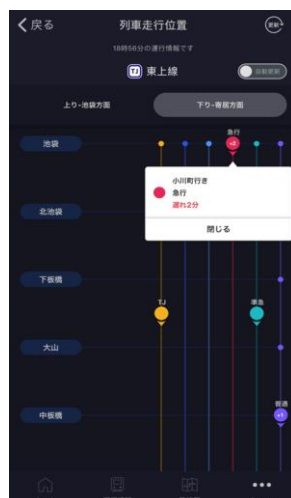 戻る
列車走行位置
更新
18時56分の運行情報です
TJ 東上線
自動更新
上り-池袋方面
下り-寄居方面
急行
池袋
+2
小川町行き
急行
遅れ2分
閉じる
北池袋
下板橋
TJ
準急
大山
普通
中板橋
+1